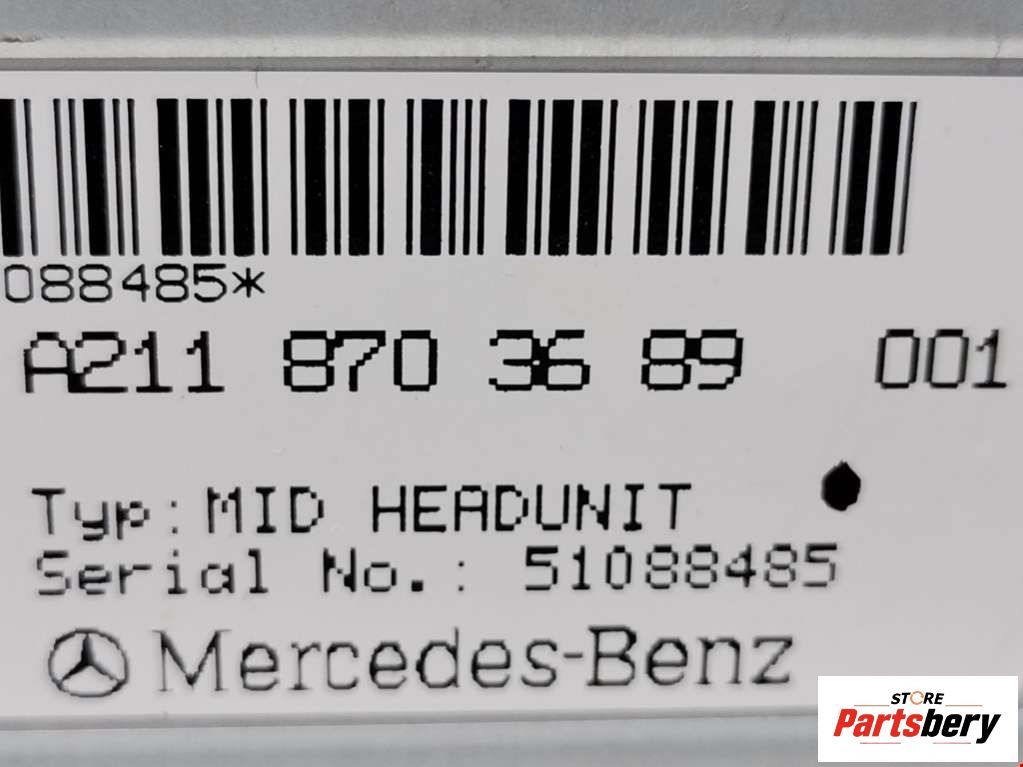 088485*
A211 870 36 89 001
Typ: MID HEADUNIT
Serial No.: 51088485
Mercedes-Benz
STORE
Partsbery